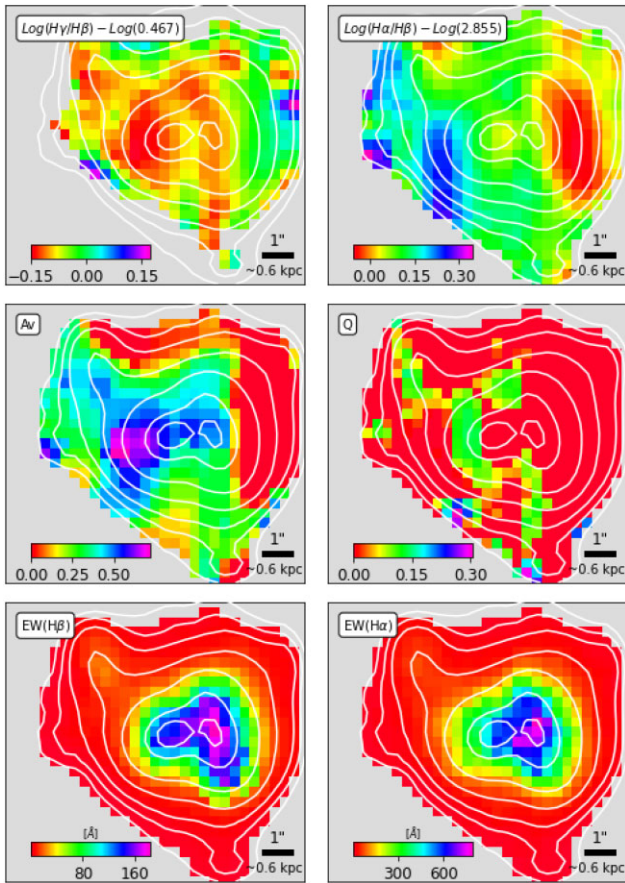 Log(Hγ/Hβ) − Log(0.467)
−0.15 0.00 0.15
1"
~0.6 kpc
Log(Hα/Hβ) − Log(2.855)
0.00 0.15 0.30
1"
~0.6 kpc
Av
0.00 0.25 0.50
1"
~0.6 kpc
Q
0.00 0.15 0.30
1"
~0.6 kpc
EW(Hβ)
[Å]
80 160
1"
~0.6 kpc
EW(Hα)
[Å]
300 600
1"
~0.6 kpc